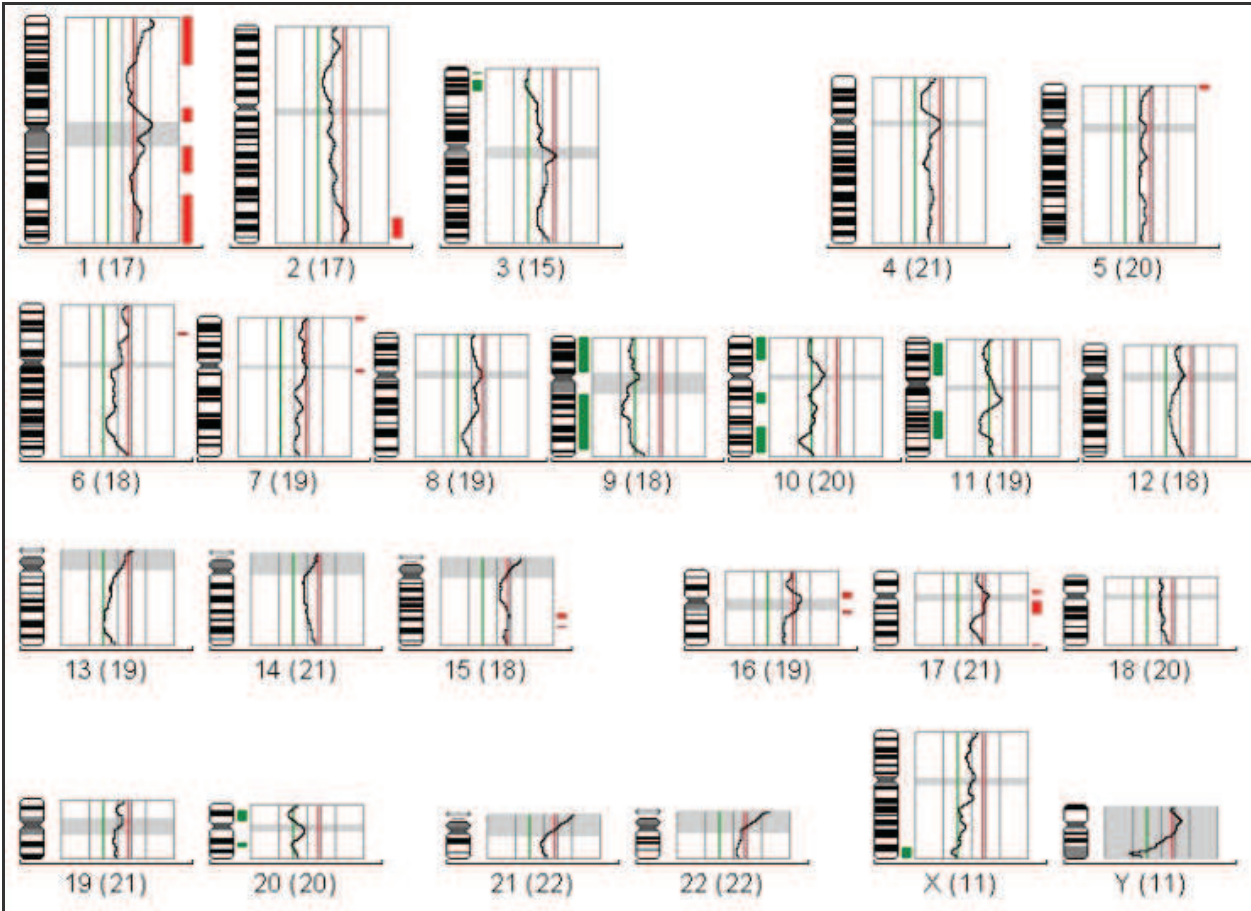 1 (17) 2 (17) 3 (15) 4 (21) 5 (20)
6 (18) 7 (19) 8 (19) 9 (18) 10 (20) 11 (19) 12 (18)
13 (19) 14 (21) 15 (18) 16 (19) 17 (21) 18 (20)
19 (21) 20 (20) 21 (22) 22 (22) X (11) Y (11)